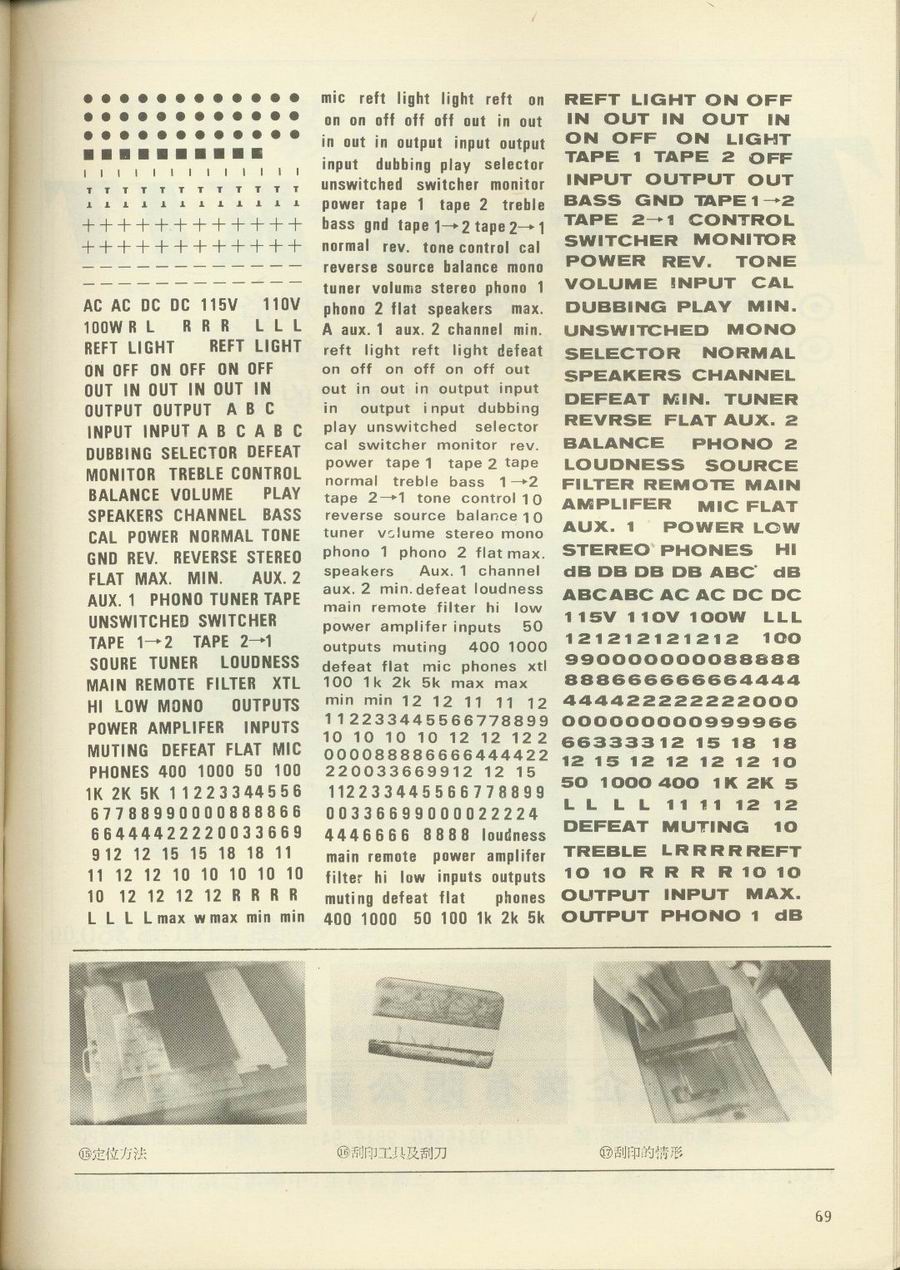 AC AC DC DC 115V 110V
100W R L R R R L L L
REFT LIGHT REFT LIGHT
ON OFF ON OFF ON OFF
OUT IN OUT IN OUT IN
OUTPUT OUTPUT A B C
INPUT INPUT A B C A B C
DUBBING SELECTOR DEFEAT
MONITOR TREBLE CONTROL
BALANCE VOLUME PLAY
SPEAKERS CHANNEL BASS
CAL POWER NORMAL TONE
GND REV. REVERSE STEREO
FLAT MAX. MIN. AUX. 2
AUX. 1 PHONO TUNER TAPE
UNSWITCHED SWITCHER
TAPE 1→2 TAPE 2→1
SOURE TUNER LOUDNESS
MAIN REMOTE FILTER XTL
HI LOW MONO OUTPUTS
POWER AMPLIFER INPUTS
MUTING DEFEAT FLAT MIC
PHONES 400 1000 50 100
1K 2K 5K 1 1 2 2 3 3 4 4 5 5 6
6 7 7 8 8 9 9 0 0 0 0 8 8 8 8 6 6
6 6 4 4 4 4 2 2 2 2 0 0 3 3 6 6 9
9 12 12 15 15 18 18 11
11 12 12 10 10 10 10 10
10 12 12 12 12 R R R R
L L L L max w max min min
mic reft light light reft on
on on off off off out in out
in out in output input output
input dubbing play selector
unswitched switcher monitor
power tape 1 tape 2 treble
bass gnd tape 1→2 tape 2→1
normal rev. tone control cal
reverse source balance mono
tuner volume stereo phono 1
phono 2 flat speakers max.
A aux. 1 aux. 2 channel min.
reft light reft light defeat
on off on off on off out
out in out in output input
in output input dubbing
play unswitched selector
cal switcher monitor rev.
power tape 1 tape 2 tape
normal treble bass 1→2
tape 2→1 tone control 1 0
reverse source balance 1 0
tuner volume stereo mono
phono 1 phono 2 flat max.
speakers Aux. 1 channel
aux. 2 min. defeat loudness
main remote filter hi low
power amplifer inputs 50
outputs muting 400 1000
defeat flat mic phones xtl
100 1k 2k 5k max max
min min 12 12 11 11 12
1 1 2 2 3 3 4 4 5 5 6 6 7 7 8 8 9 9
10 10 10 10 12 12 12 2
0 0 0 0 8 8 8 8 6 6 6 6 4 4 4 4 2 2
2 2 0 0 3 3 6 6 9 9 12 12 15
1 1 2 2 3 3 4 4 5 5 6 6 7 7 8 8 9 9
0 0 3 3 6 6 9 9 0 0 0 0 2 2 2 2 4
4 4 4 6 6 6 6 8 8 8 8 loudness
main remote power amplifer
filter hi low inputs outputs
muting defeat flat phones
400 1000 50 100 1k 2k 5k
REFT LIGHT ON OFF
IN OUT IN OUT IN
ON OFF ON LIGHT
TAPE 1 TAPE 2 OFF
INPUT OUTPUT OUT
BASS GND TAPE 1→2
TAPE 2→1 CONTROL
SWITCHER MONITOR
POWER REV. TONE
VOLUME INPUT CAL
DUBBING PLAY MIN.
UNSWITCHED MONO
SELECTOR NORMAL
SPEAKERS CHANNEL
DEFEAT MIN. TUNER
REVRSE FLAT AUX. 2
BALANCE PHONO 2
LOUDNESS SOURCE
FILTER REMOTE MAIN
AMPLIFER MIC FLAT
AUX. 1 POWER LOW
STEREO PHONES HI
dB DB DB DB ABC dB
ABCABC AC AC DC DC
115V 110V 100W LLL
121212121212 100
99000000008​8888
888666666664444
444422222222000
000000000999966
66333312 15 18 18
12 15 12 12 12 12 10
50 1000 400 1K 2K 5
L L L L 11 11 12 12
DEFEAT MUTING 10
TREBLE LRRRRREFT
10 10 R R R R 10 10
OUTPUT INPUT MAX.
OUTPUT PHONO 1 dB
⑮定位方法
⑯刮印工具及刮刀
⑰刮印的情形
69